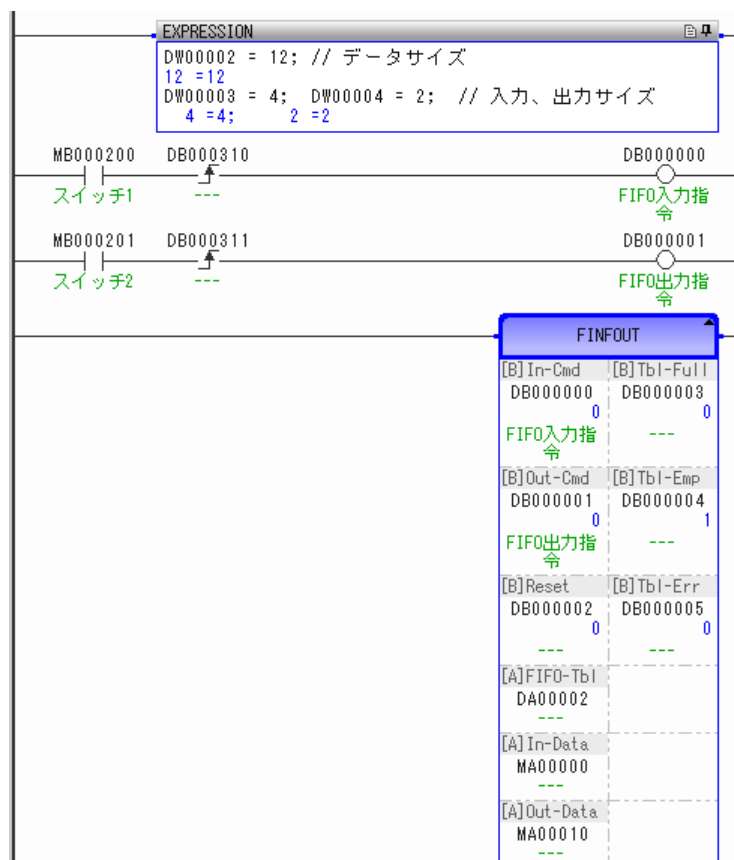 EXPRESSION
DW00002 = 12; // データサイズ
12 =12
DW00003 = 4; DW00004 = 2; // 入力、出力サイズ
4 =4; 2 =2
MB000200 DB000310 DB000000
スイッチ1 --- FIFO入力指
令
MB000201 DB000311 DB000001
スイッチ2 --- FIFO出力指
令
FINFOUT
[B]In-Cmd [B]Tbl-Full
DB000000 DB000003
0 0
FIFO入力指 ---
令
[B]Out-Cmd [B]Tbl-Emp
DB000001 DB000004
0 1
FIFO出力指 ---
令
[B]Reset [B]Tbl-Err
DB000002 DB000005
0 0
--- ---
[A]FIFO-Tbl
DA00002
---
[A]In-Data
MA00000
---
[A]Out-Data
MA00010
---